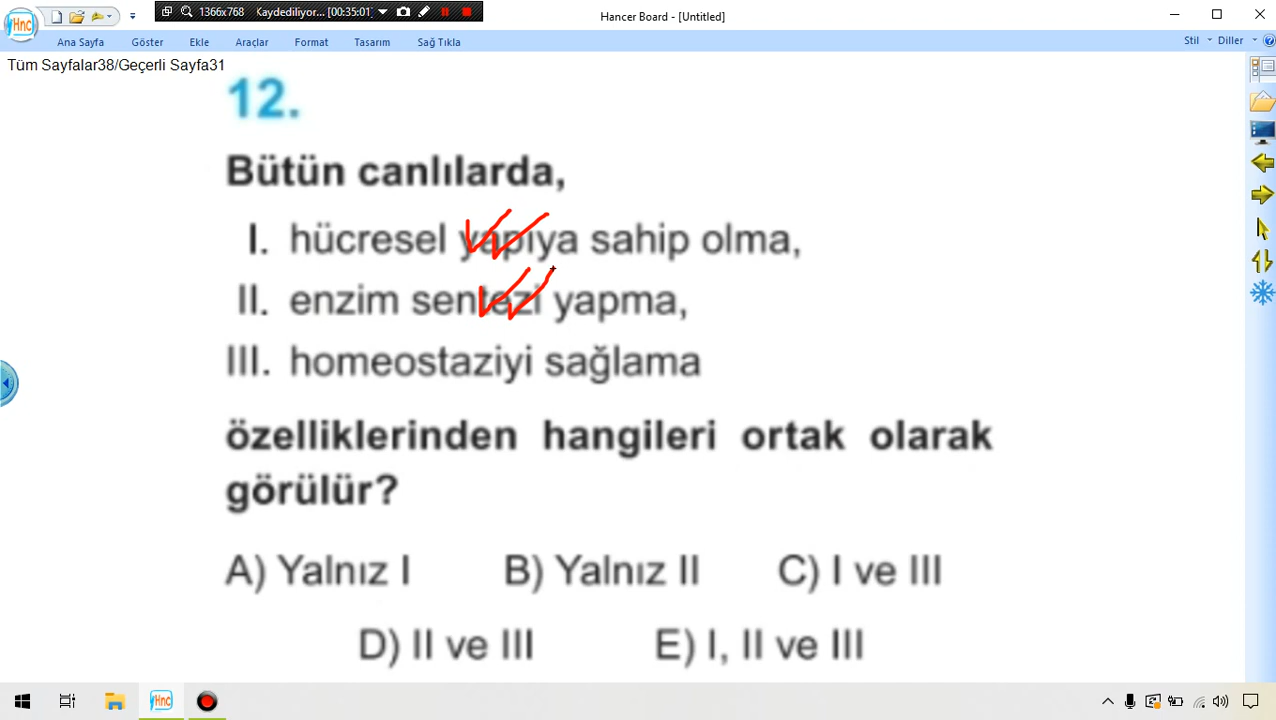 Hnc
1366x768 Kaydediliyor... [00:35:01]
Hancer Board - [Untitled]
Ana Sayfa Göster Ekle Araçlar Format Tasarım Sağ Tıkla
Stil Diller
Tüm Sayfalar38/Geçerli Sayfa31
12.
Bütün canlılarda,
I. hücresel yapıya sahip olma,
II. enzim sentezi yapma,
III. homeostaziyi sağlama
özelliklerinden hangileri ortak olarak
görülür?
A) Yalnız I B) Yalnız II C) I ve III
D) II ve III E) I, II ve III
Hnc